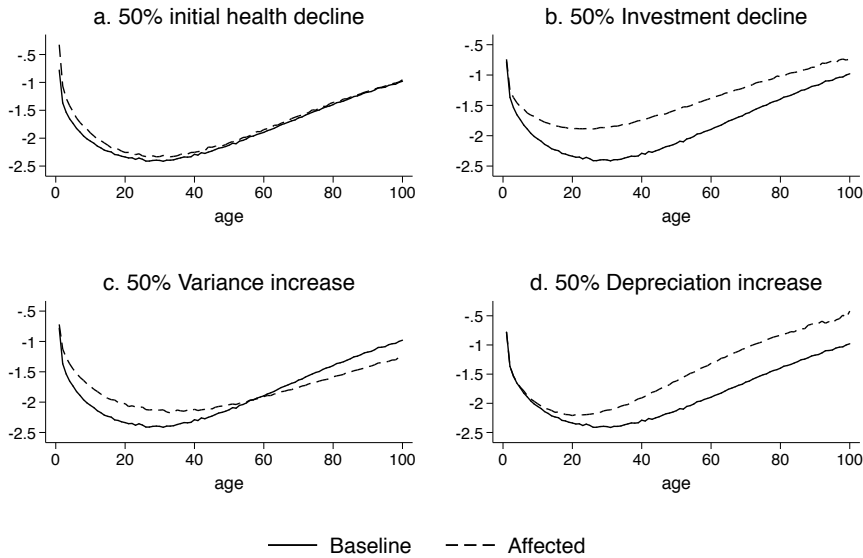 a. 50% initial health decline
-.5
-1
-1.5
-2
-2.5
0 20 40 60 80 100
age
b. 50% Investment decline
-.5
-1
-1.5
-2
-2.5
0 20 40 60 80 100
age
c. 50% Variance increase
-.5
-1
-1.5
-2
-2.5
0 20 40 60 80 100
age
d. 50% Depreciation increase
-.5
-1
-1.5
-2
-2.5
0 20 40 60 80 100
age
Baseline Affected